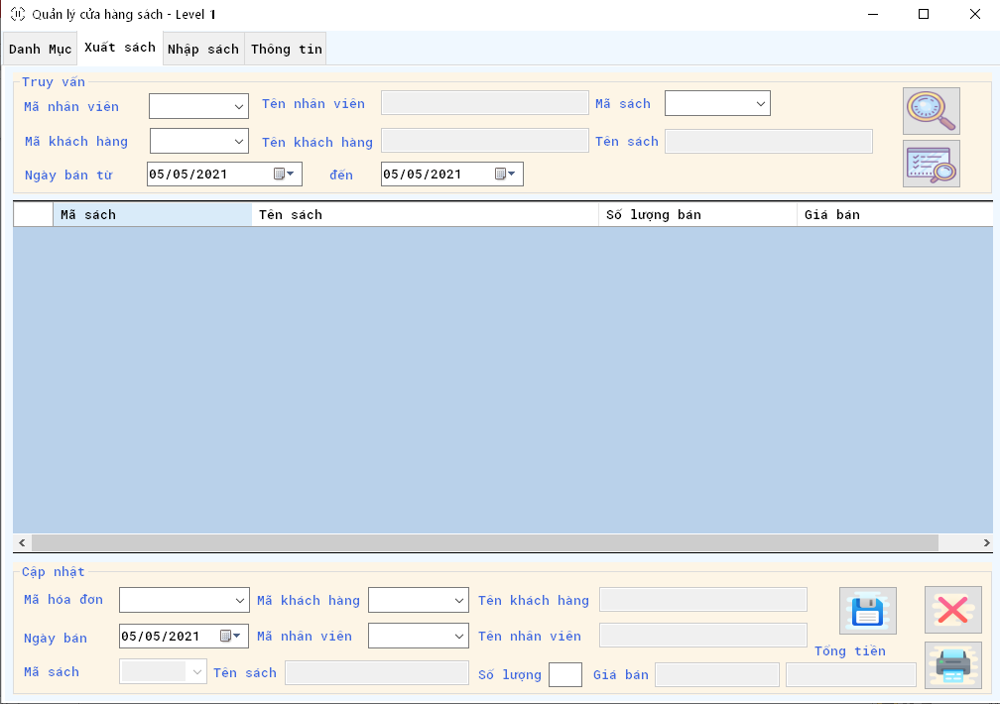 Quản lý cửa hàng sách - Level 1
Danh Mục Xuất sách Nhập sách Thông tin
Truy vấn
Mã nhân viên Tên nhân viên Mã sách
Mã khách hàng Tên khách hàng Tên sách
Ngày bán từ 05/05/2021 đến 05/05/2021
Mã sách Tên sách Số lượng bán Giá bán
Cập nhật
Mã hóa đơn Mã khách hàng Tên khách hàng
Ngày bán 05/05/2021 Mã nhân viên Tên nhân viên
Tổng tiền
Mã sách Tên sách Số lượng Giá bán